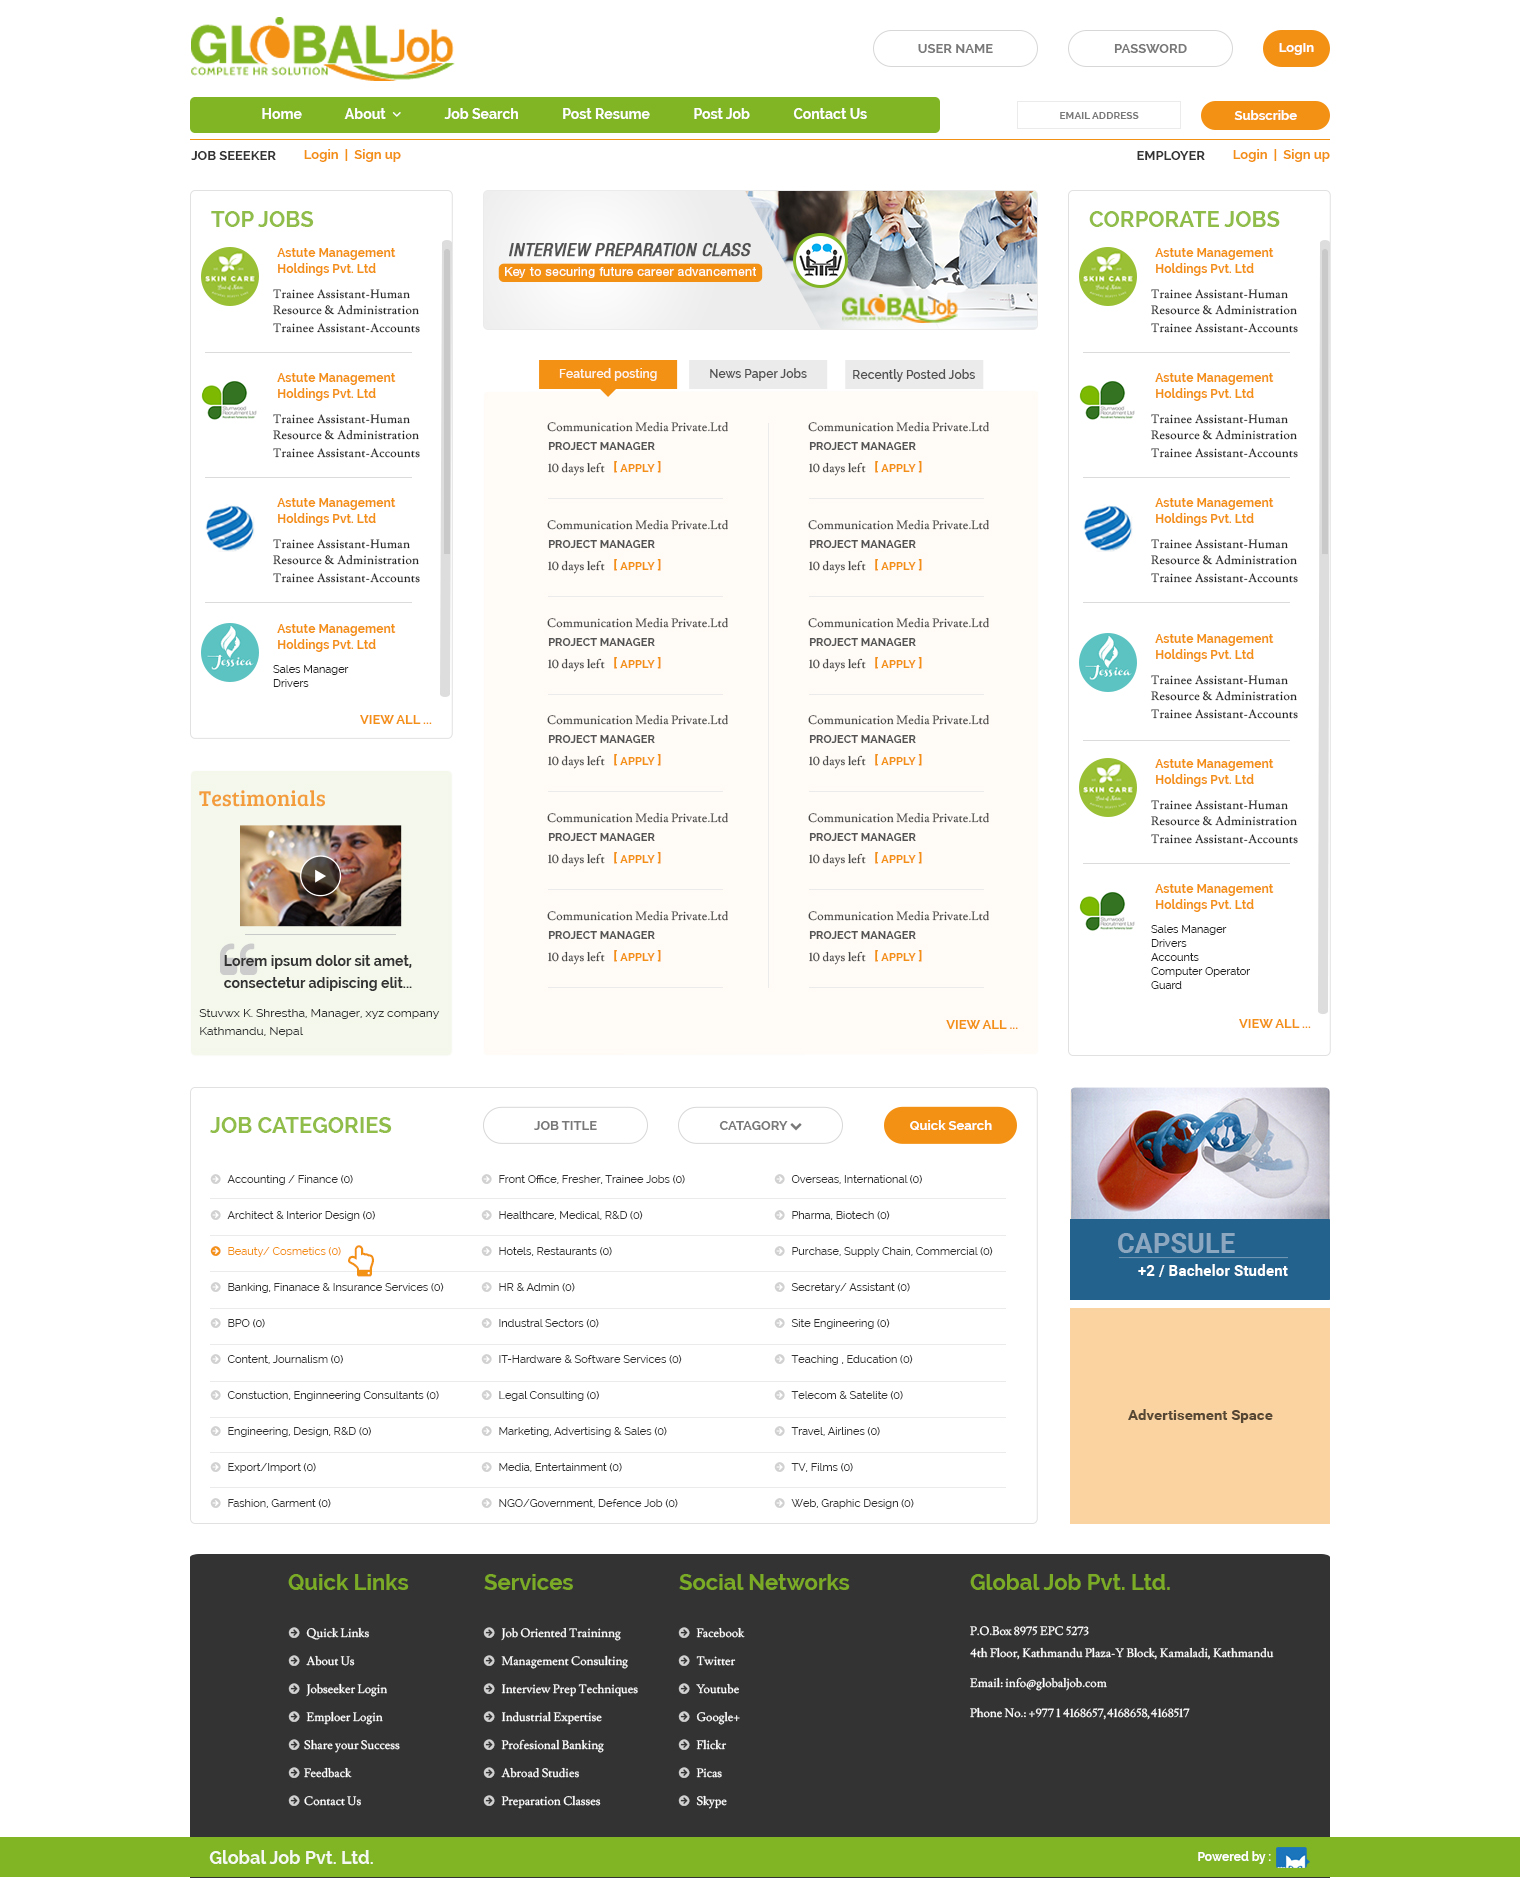 GLOBAL Job
COMPLETE HR SOLUTION
USER NAME
PASSWORD
LogIn
Home
About
Job Search
Post Resume
Post Job
Contact Us
EMAIL ADDRESS
Subscribe
JOB SEEEKER
Login | Sign up
EMPLOYER
Login | Sign up
TOP JOBS
SKIN CARE
Astute Management
Holdings Pvt. Ltd
Trainee Assistant-Human
Resource & Administration
Trainee Assistant-Accounts
Astute Management
Holdings Pvt. Ltd
Trainee Assistant-Human
Resource & Administration
Trainee Assistant-Accounts
Astute Management
Holdings Pvt. Ltd
Trainee Assistant-Human
Resource & Administration
Trainee Assistant-Accounts
Jessica
Astute Management
Holdings Pvt. Ltd
Sales Manager
Drivers
VIEW ALL ...
Testimonials
Lorem ipsum dolor sit amet,
consectetur adipiscing elit...
Stuvwx K. Shrestha, Manager, xyz company
Kathmandu, Nepal
INTERVIEW PREPARATION CLASS
Key to securing future career advancement
GLOBAL Job
COMPLETE HR SOLUTION
Featured posting
News Paper Jobs
Recently Posted Jobs
Communication Media Private.Ltd
PROJECT MANAGER
10 days left [ APPLY ]
Communication Media Private.Ltd
PROJECT MANAGER
10 days left [ APPLY ]
Communication Media Private.Ltd
PROJECT MANAGER
10 days left [ APPLY ]
Communication Media Private.Ltd
PROJECT MANAGER
10 days left [ APPLY ]
Communication Media Private.Ltd
PROJECT MANAGER
10 days left [ APPLY ]
Communication Media Private.Ltd
PROJECT MANAGER
10 days left [ APPLY ]
Communication Media Private.Ltd
PROJECT MANAGER
10 days left [ APPLY ]
Communication Media Private.Ltd
PROJECT MANAGER
10 days left [ APPLY ]
Communication Media Private.Ltd
PROJECT MANAGER
10 days left [ APPLY ]
Communication Media Private.Ltd
PROJECT MANAGER
10 days left [ APPLY ]
Communication Media Private.Ltd
PROJECT MANAGER
10 days left [ APPLY ]
Communication Media Private.Ltd
PROJECT MANAGER
10 days left [ APPLY ]
VIEW ALL ...
CORPORATE JOBS
SKIN CARE
Astute Management
Holdings Pvt. Ltd
Trainee Assistant-Human
Resource & Administration
Trainee Assistant-Accounts
Astute Management
Holdings Pvt. Ltd
Trainee Assistant-Human
Resource & Administration
Trainee Assistant-Accounts
Astute Management
Holdings Pvt. Ltd
Trainee Assistant-Human
Resource & Administration
Trainee Assistant-Accounts
Jessica
Astute Management
Holdings Pvt. Ltd
Trainee Assistant-Human
Resource & Administration
Trainee Assistant-Accounts
SKIN CARE
Astute Management
Holdings Pvt. Ltd
Trainee Assistant-Human
Resource & Administration
Trainee Assistant-Accounts
Astute Management
Holdings Pvt. Ltd
Sales Manager
Drivers
Accounts
Computer Operator
Guard
VIEW ALL ...
JOB CATEGORIES
JOB TITLE
CATAGORY
Quick Search
Accounting / Finance (0)
Architect & Interior Design (0)
Beauty/ Cosmetics (0)
Banking, Finanace & Insurance Services (0)
BPO (0)
Content, Journalism (0)
Constuction, Enginneering Consultants (0)
Engineering, Design, R&D (0)
Export/Import (0)
Fashion, Garment (0)
Front Office, Fresher, Trainee Jobs (0)
Healthcare, Medical, R&D (0)
Hotels, Restaurants (0)
HR & Admin (0)
Industral Sectors (0)
IT-Hardware & Software Services (0)
Legal Consulting (0)
Marketing, Advertising & Sales (0)
Media, Entertainment (0)
NGO/Government, Defence Job (0)
Overseas, International (0)
Pharma, Biotech (0)
Purchase, Supply Chain, Commercial (0)
Secretary/ Assistant (0)
Site Engineering (0)
Teaching , Education (0)
Telecom & Satelite (0)
Travel, Airlines (0)
TV, Films (0)
Web, Graphic Design (0)
CAPSULE
+2 / Bachelor Student
Advertisement Space
Quick Links
Quick Links
About Us
Jobseeker Login
Emploer Login
Share your Success
Feedback
Contact Us
Services
Job Oriented Traininng
Management Consulting
Interview Prep Techniques
Industrial Expertise
Profesional Banking
Abroad Studies
Preparation Classes
Social Networks
Facebook
Twitter
Youtube
Google+
Flickr
Picas
Skype
Global Job Pvt. Ltd.
P.O.Box 8975 EPC 5273
4th Floor, Kathmandu Plaza-Y Block, Kamaladi, Kathmandu
Email: info@globaljob.com
Phone No.: +977 1 4168657, 4168658, 4168517
Global Job Pvt. Ltd.
Powered by :